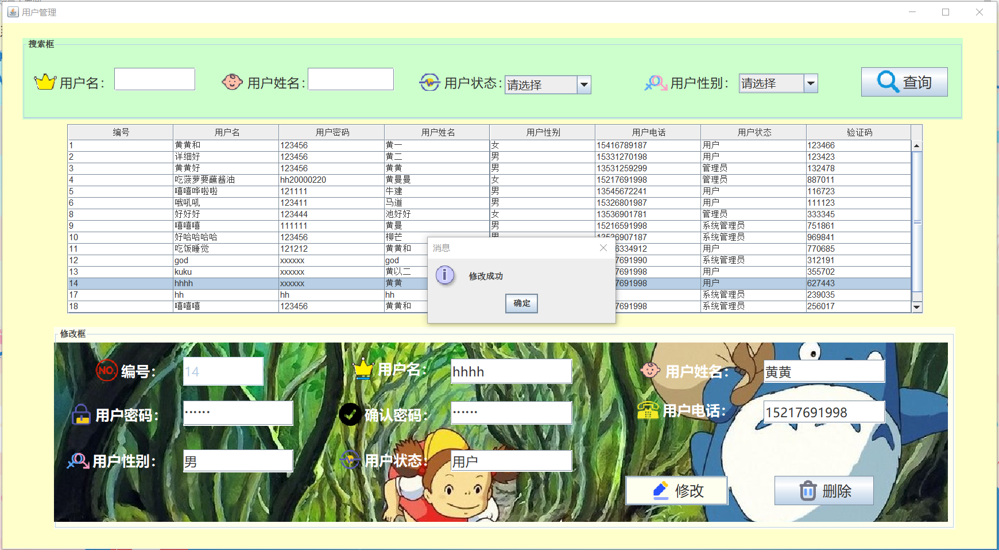 用户管理
搜索框
用户名： 用户姓名： 用户状态： 请选择 用户性别： 请选择 查询
编号 用户名 用户密码 用户姓名 用户性别 用户电话 用户状态 验证码
1 黄黄和 123456 黄一 女 15416789187 用户 123466
2 详细好 123456 黄二 男 15331270198 用户 123423
3 黄黄好 123456 黄黄 男 13531259299 管理员 132478
4 吃菠萝要蘸酱油 hh20000220 黄曼曼 女 15217691998 管理员 887011
5 嘻嘻哗啦啦 121111 牛建 男 13545672241 用户 116723
6 哦吼吼 123411 马道 男 15326801987 用户 111123
8 好好好 123444 池好好 女 13536901781 管理员 333345
9 嘻嘻嘻 111111 黄曼 男 15216591998 系统管理员 751861
10 好哈哈哈哈 123456 柳芒 系统管理员 969841
11 吃饭睡觉 121212 黄黄和 6334912 用户 770685
12 god xxxxxx god 7691990 系统管理员 312191
13 kuku xxxxxx 黄以二 7691998 用户 355702
14 hhhh xxxxxx 黄黄 7691998 用户 627443
17 hh hh hh 系统管理员 239035
18 嘻嘻嘻 123456 黄黄和 7691998 系统管理员 256017
消息
修改成功
确定
修改框
NO. 编号： 14 用户名： hhhh 用户姓名： 黄黄
用户密码： ······ 确认密码： ······ 用户电话： 15217691998
用户性别： 男 用户状态： 用户
修改 删除